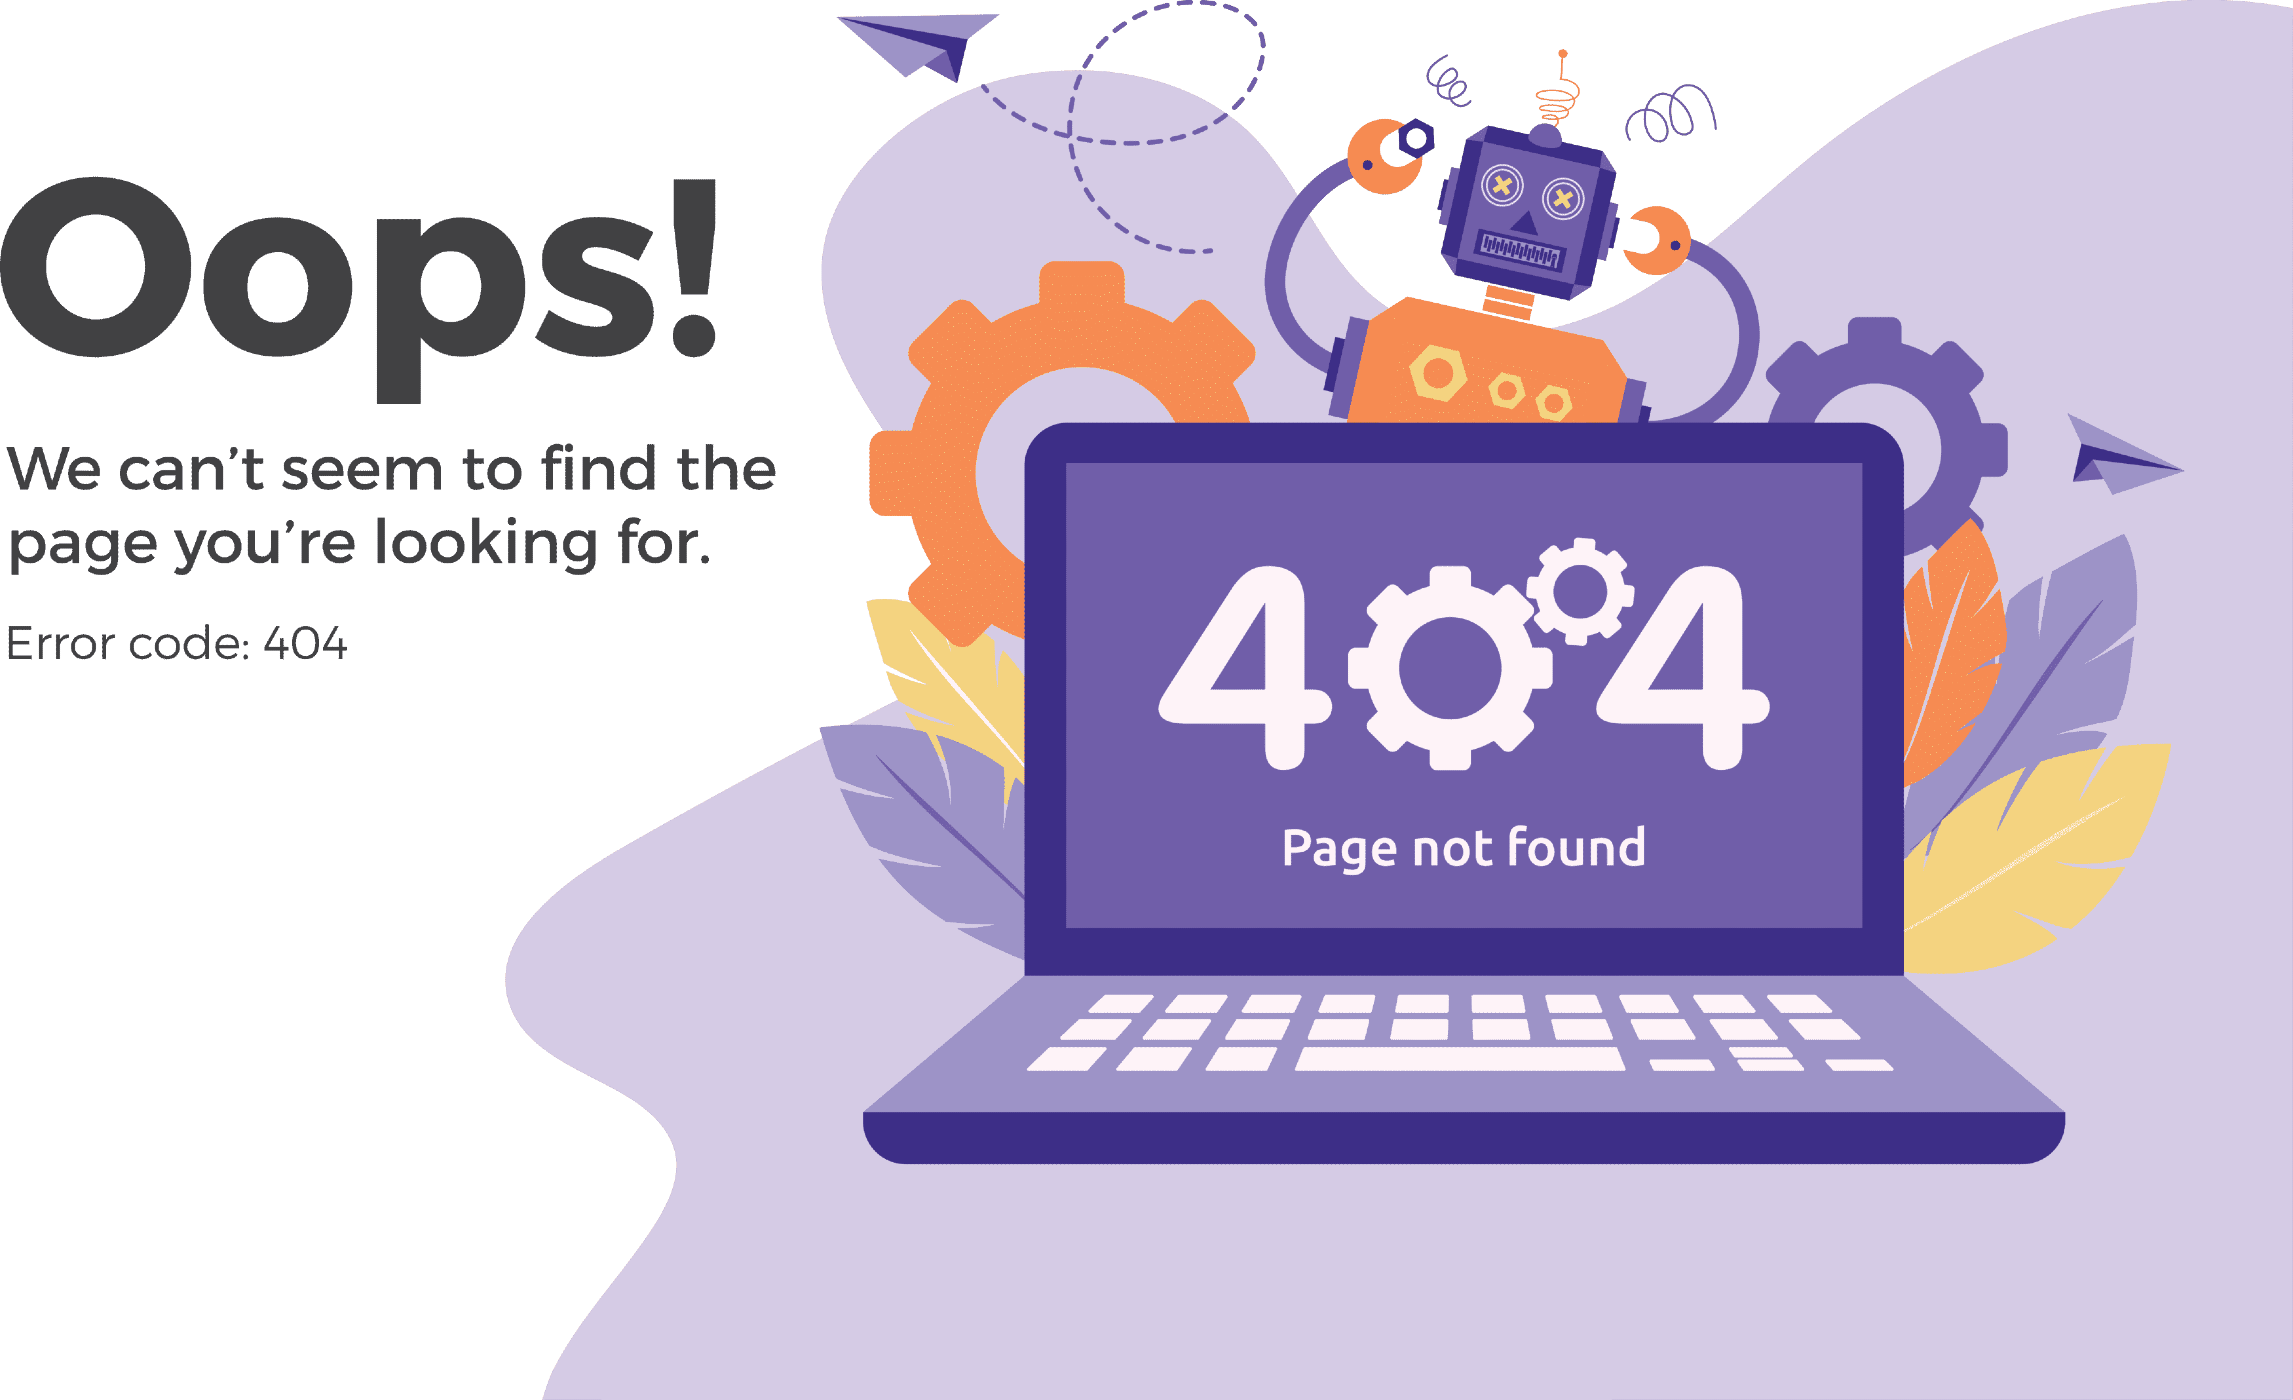 Oops!
We can’t seem to find the
page you’re looking for.
Error code: 404
404
Page not found